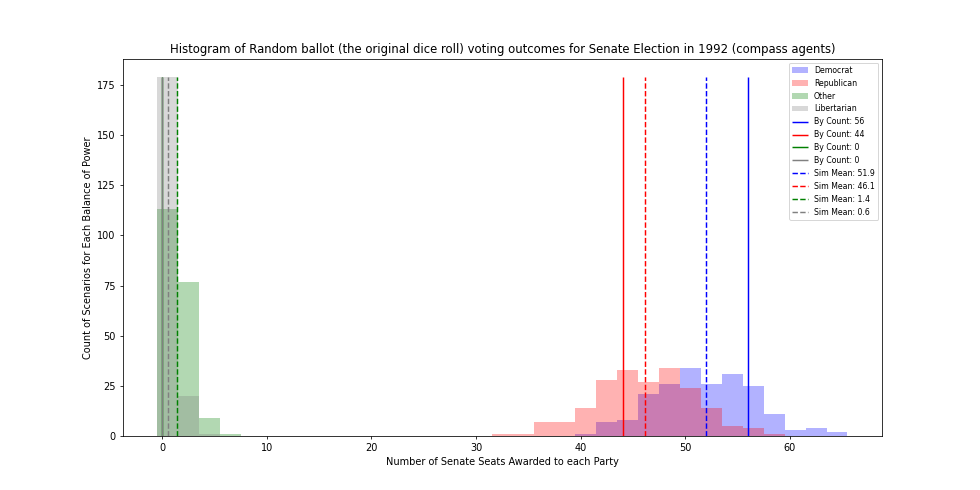 Histogram of Random ballot (the original dice roll) voting outcomes for Senate Election in 1992 (compass agents)
Count of Scenarios for Each Balance of Power
175
150
125
100
75
50
25
0
0
10
20
30
40
50
60
Number of Senate Seats Awarded to each Party
Democrat
Republican
Other
Libertarian
By Count: 56
By Count: 44
By Count: 0
By Count: 0
Sim Mean: 51.9
Sim Mean: 46.1
Sim Mean: 1.4
Sim Mean: 0.6